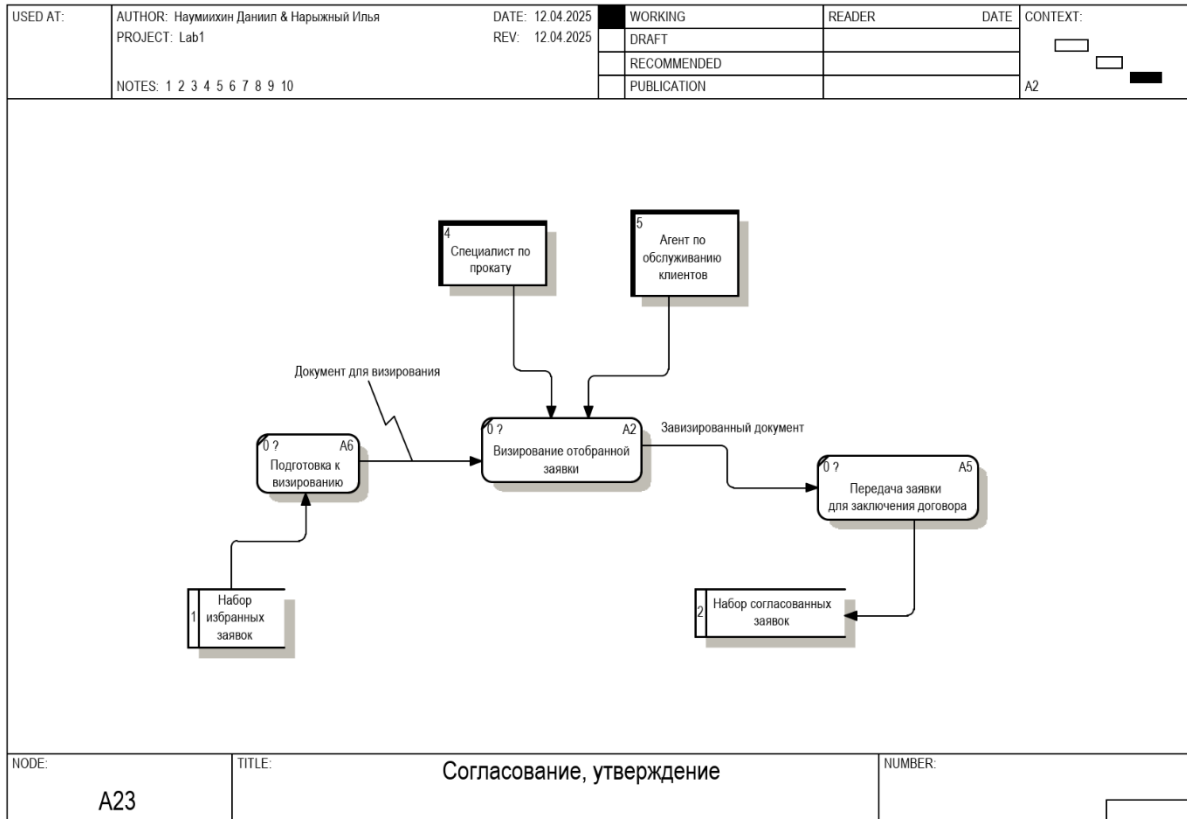 USED AT:
AUTHOR: Наумиихин Даниил & Нарыжный Илья
DATE: 12.04.2025
PROJECT: Lab1
REV: 12.04.2025
NOTES: 1 2 3 4 5 6 7 8 9 10
WORKING
DRAFT
RECOMMENDED
PUBLICATION
READER DATE
CONTEXT:
A2
4
Специалист по
прокату
5
Агент по
обслуживанию
клиентов
Документ для визирования
0 ? A6
Подготовка к
визированию
0 ? A2
Визирование отобранной
заявки
Завизированный документ
0 ? A5
Передача заявки
для заключения договора
1
Набор
избранных
заявок
2
Набор согласованных
заявок
NODE:
A23
TITLE:
Согласование, утверждение
NUMBER: